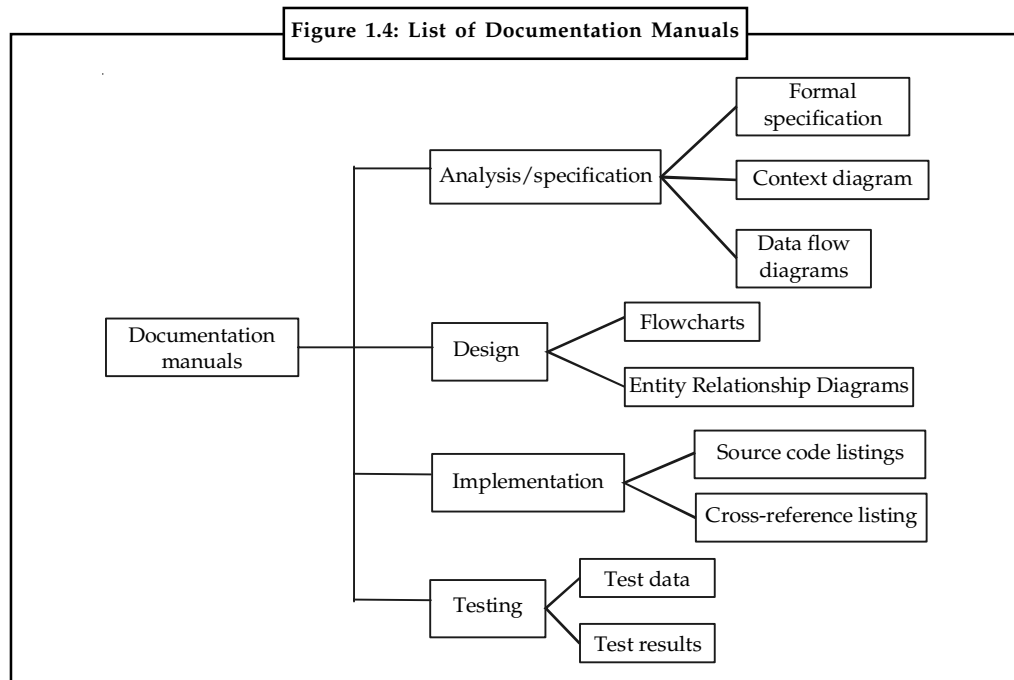 Figure 1.4: List of Documentation Manuals
Formal
specification
Analysis/specification
Context diagram
Data flow
diagrams
Documentation
manuals
Design
Flowcharts
Entity Relationship Diagrams
Implementation
Source code listings
Cross-reference listing
Testing
Test data
Test results